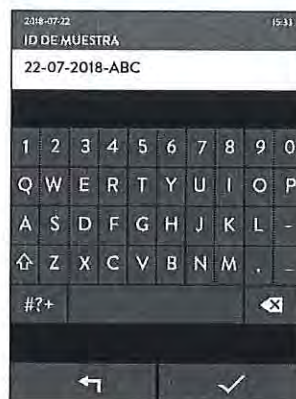 2018-07-22 15:33
ID DE MUESTRA
22-07-2018-ABC
1 2 3 4 5 6 7 8 9 0
Q W E R T Y U I O P
A S D F G H J K L -
Z X C V B N M . _
#?+